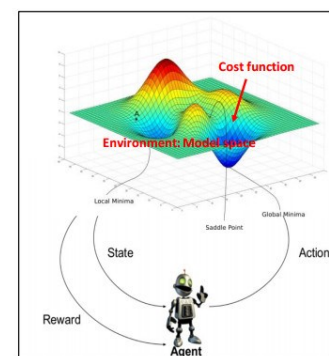 Cost function
A
Environment: Model space
Local Minima
Global Minima
Saddle Point
State
Action
Reward
Agent